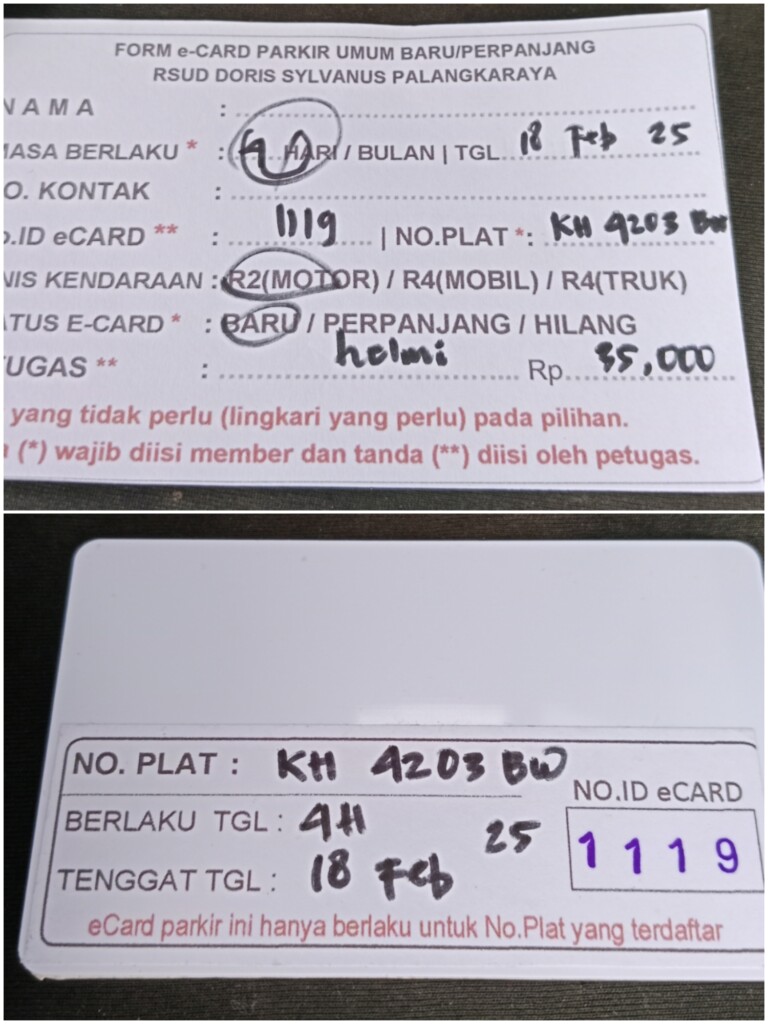 FORM e-CARD PARKIR UMUM BARU/PERPANJANG
RSUD DORIS SYLVANUS PALANGKARAYA
NAMA :
MASA BERLAKU * : 4 HARI / BULAN | TGL. 18 Feb 25
O. KONTAK :
.ID eCARD ** : 1119 | NO.PLAT *: KH 4203 BW
NIS KENDARAAN : R2(MOTOR) / R4(MOBIL) / R4(TRUK)
ATUS E-CARD * : BARU / PERPANJANG / HILANG
UGAS ** : helmi Rp. 35,000
yang tidak perlu (lingkari yang perlu) pada pilihan.
(*) wajib diisi member dan tanda (**) diisi oleh petugas.
NO. PLAT : KH 4203 BW
BERLAKU TGL : 4H
TENGGAT TGL : 18 Feb 25
NO.ID eCARD
1119
eCard parkir ini hanya berlaku untuk No.Plat yang terdaftar